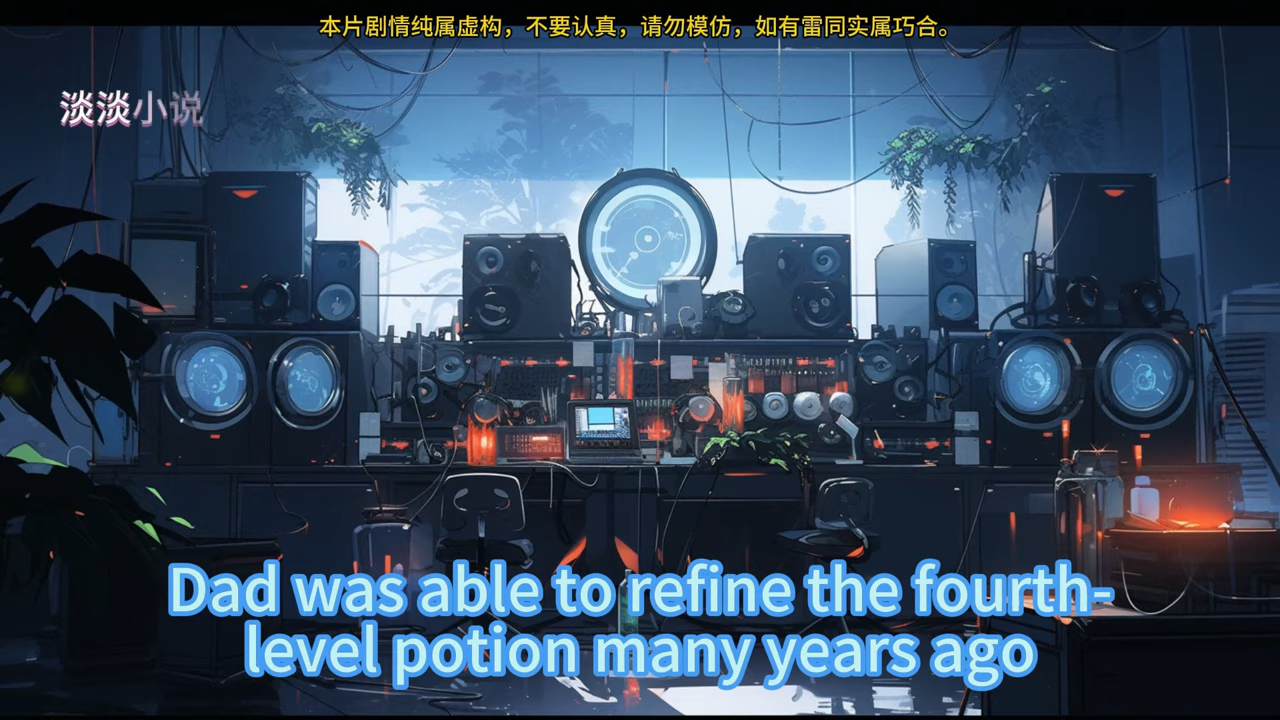 本片剧情纯属虚构，不要认真，请勿模仿，如有雷同实属巧合。
淡淡小说
Dad was able to refine the fourth-
level potion many years ago